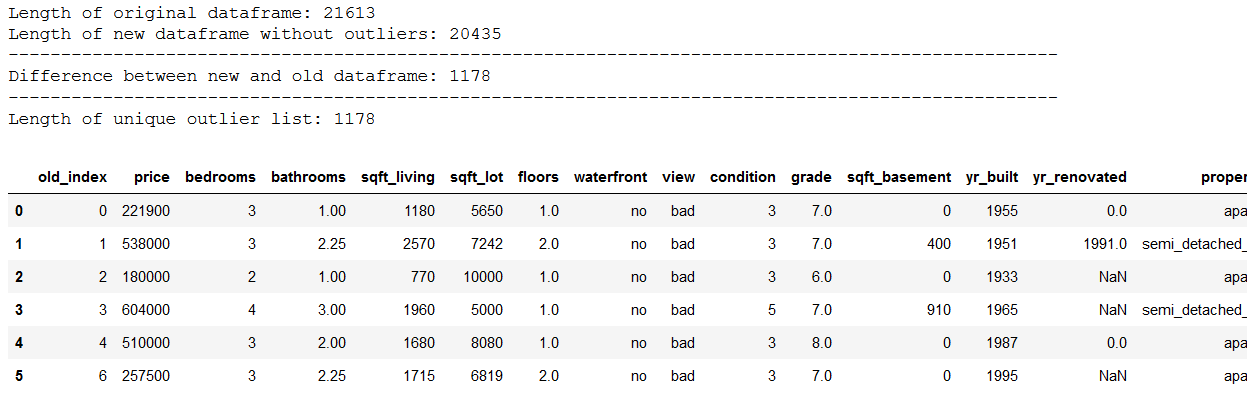 Length of original dataframe: 21613
Length of new dataframe without outliers: 20435
----------------------------------------------------------------------------------------------------
Difference between new and old dataframe: 1178
----------------------------------------------------------------------------------------------------
Length of unique outlier list: 1178
old_index price bedrooms bathrooms sqft_living sqft_lot floors waterfront view condition grade sqft_basement yr_built yr_renovated proper
0 0 221900 3 1.00 1180 5650 1.0 no bad 3 7.0 0 1955 0.0 apa
1 1 538000 3 2.25 2570 7242 2.0 no bad 3 7.0 400 1951 1991.0 semi_detached_
2 2 180000 2 1.00 770 10000 1.0 no bad 3 6.0 0 1933 NaN apa
3 3 604000 4 3.00 1960 5000 1.0 no bad 5 7.0 910 1965 NaN semi_detached_
4 4 510000 3 2.00 1680 8080 1.0 no bad 3 8.0 0 1987 0.0 apa
5 6 257500 3 2.25 1715 6819 2.0 no bad 3 7.0 0 1995 NaN apa